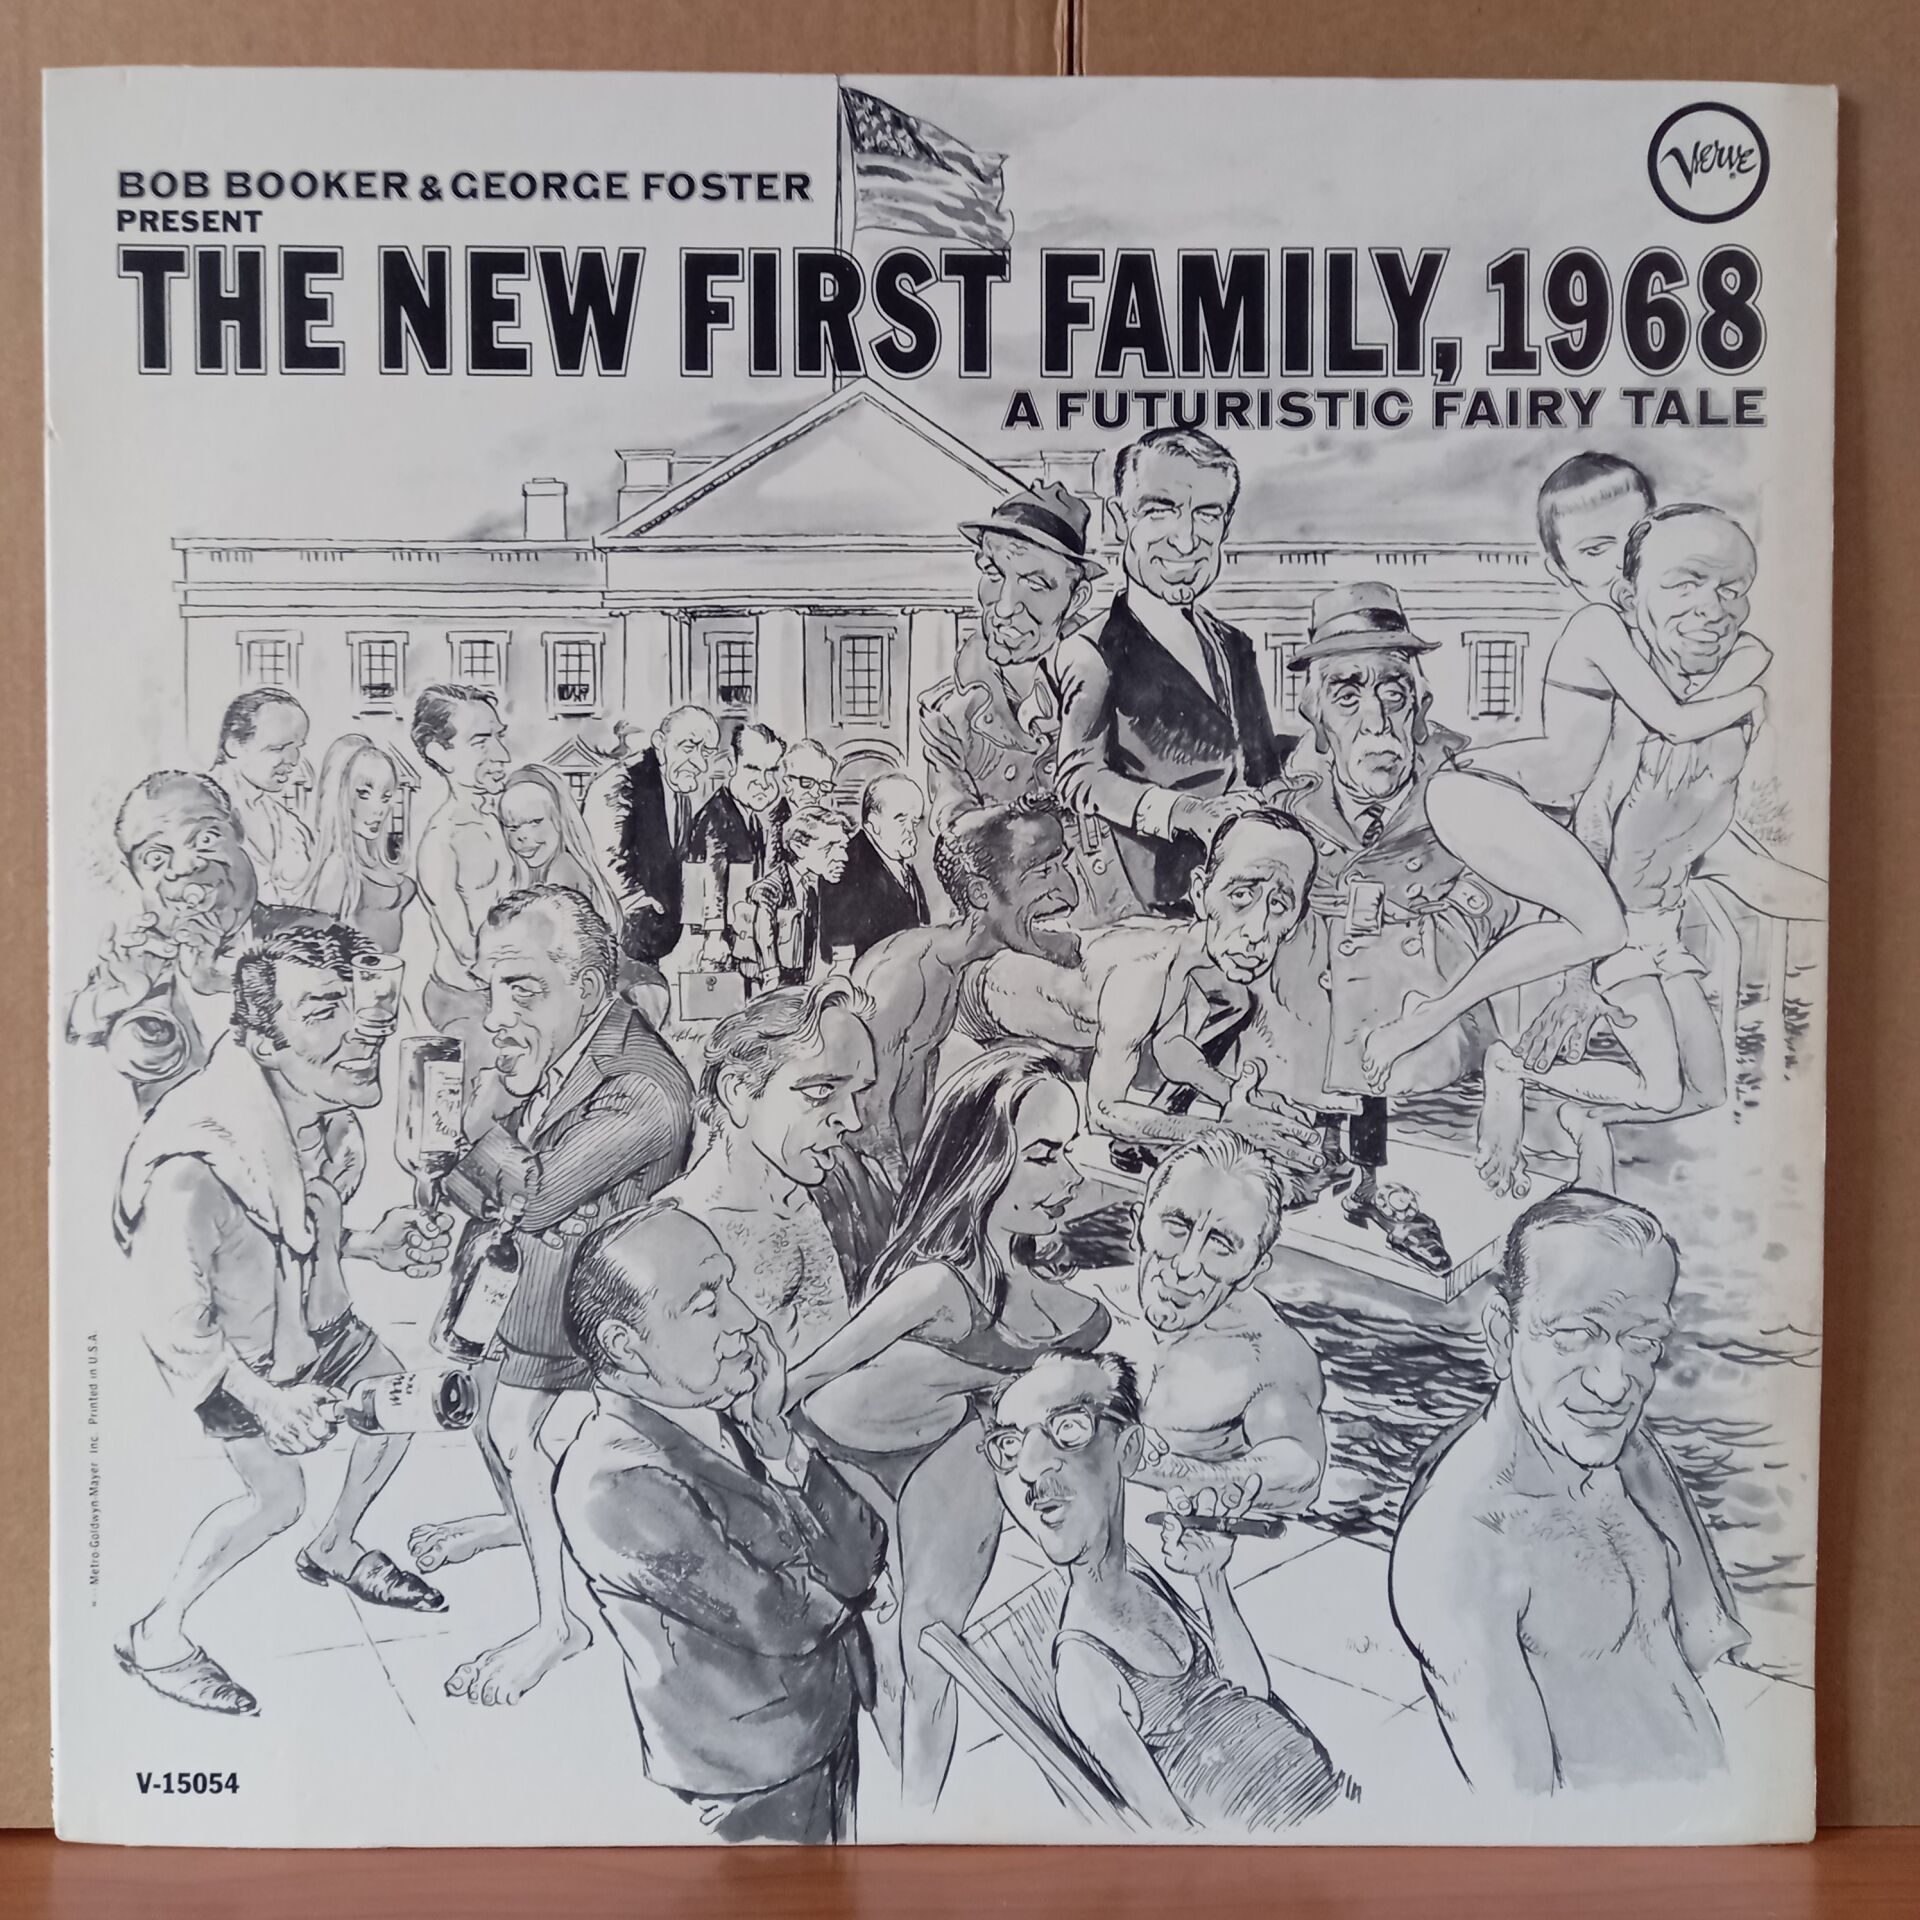 Verve
BOB BOOKER & GEORGE FOSTER
PRESENT
THE NEW FIRST FAMILY, 1968
A FUTURISTIC FAIRY TALE
Metro-Goldwyn-Mayer Inc. Printed in U S A
V-15054